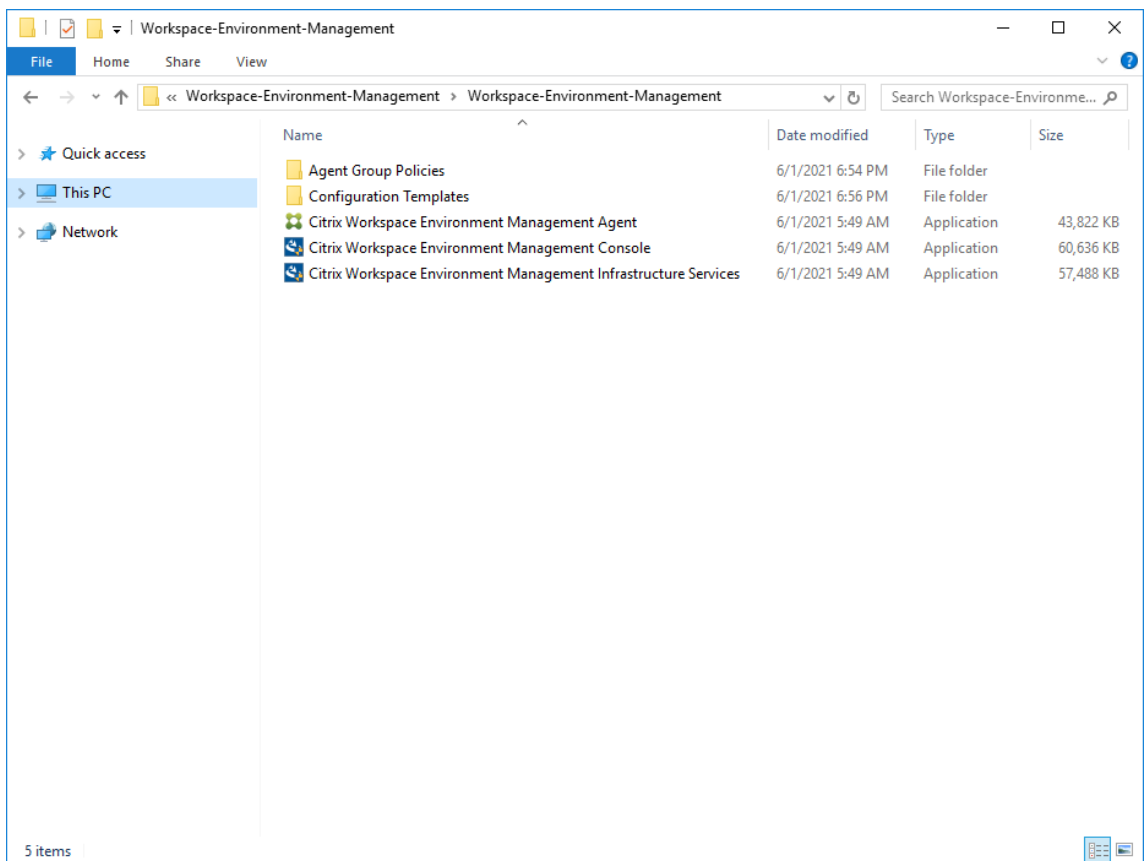 Workspace-Environment-Management
File Home Share View
« Workspace-Environment-Management > Workspace-Environment-Management Search Workspace-Environme...
Name Date modified Type Size
Quick access
This PC
Network
Agent Group Policies 6/1/2021 6:54 PM File folder
Configuration Templates 6/1/2021 6:56 PM File folder
Citrix Workspace Environment Management Agent 6/1/2021 5:49 AM Application 43,822 KB
Citrix Workspace Environment Management Console 6/1/2021 5:49 AM Application 60,636 KB
Citrix Workspace Environment Management Infrastructure Services 6/1/2021 5:49 AM Application 57,488 KB
5 items